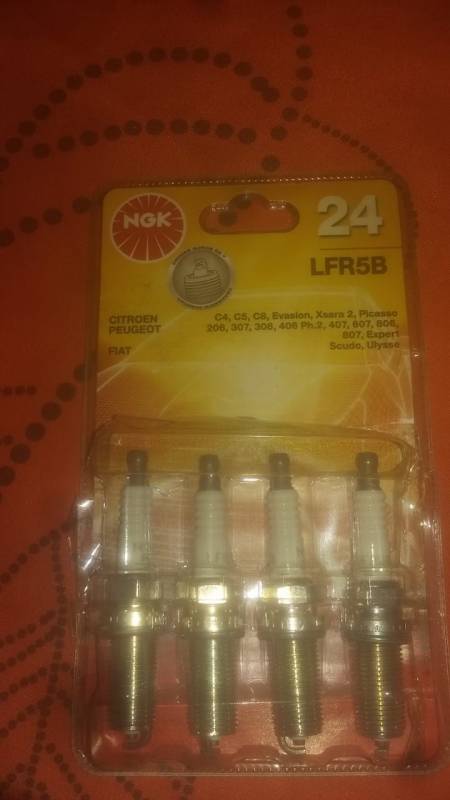 NGK
24
LFR5B
CITROEN
PEUGEOT
FIAT
C4, C5, C8, Evasion, Xsara 2, Picasso
206, 307, 308, 406 Ph.2, 407, 607, 806,
807, Expert
Scudo, Ulysse